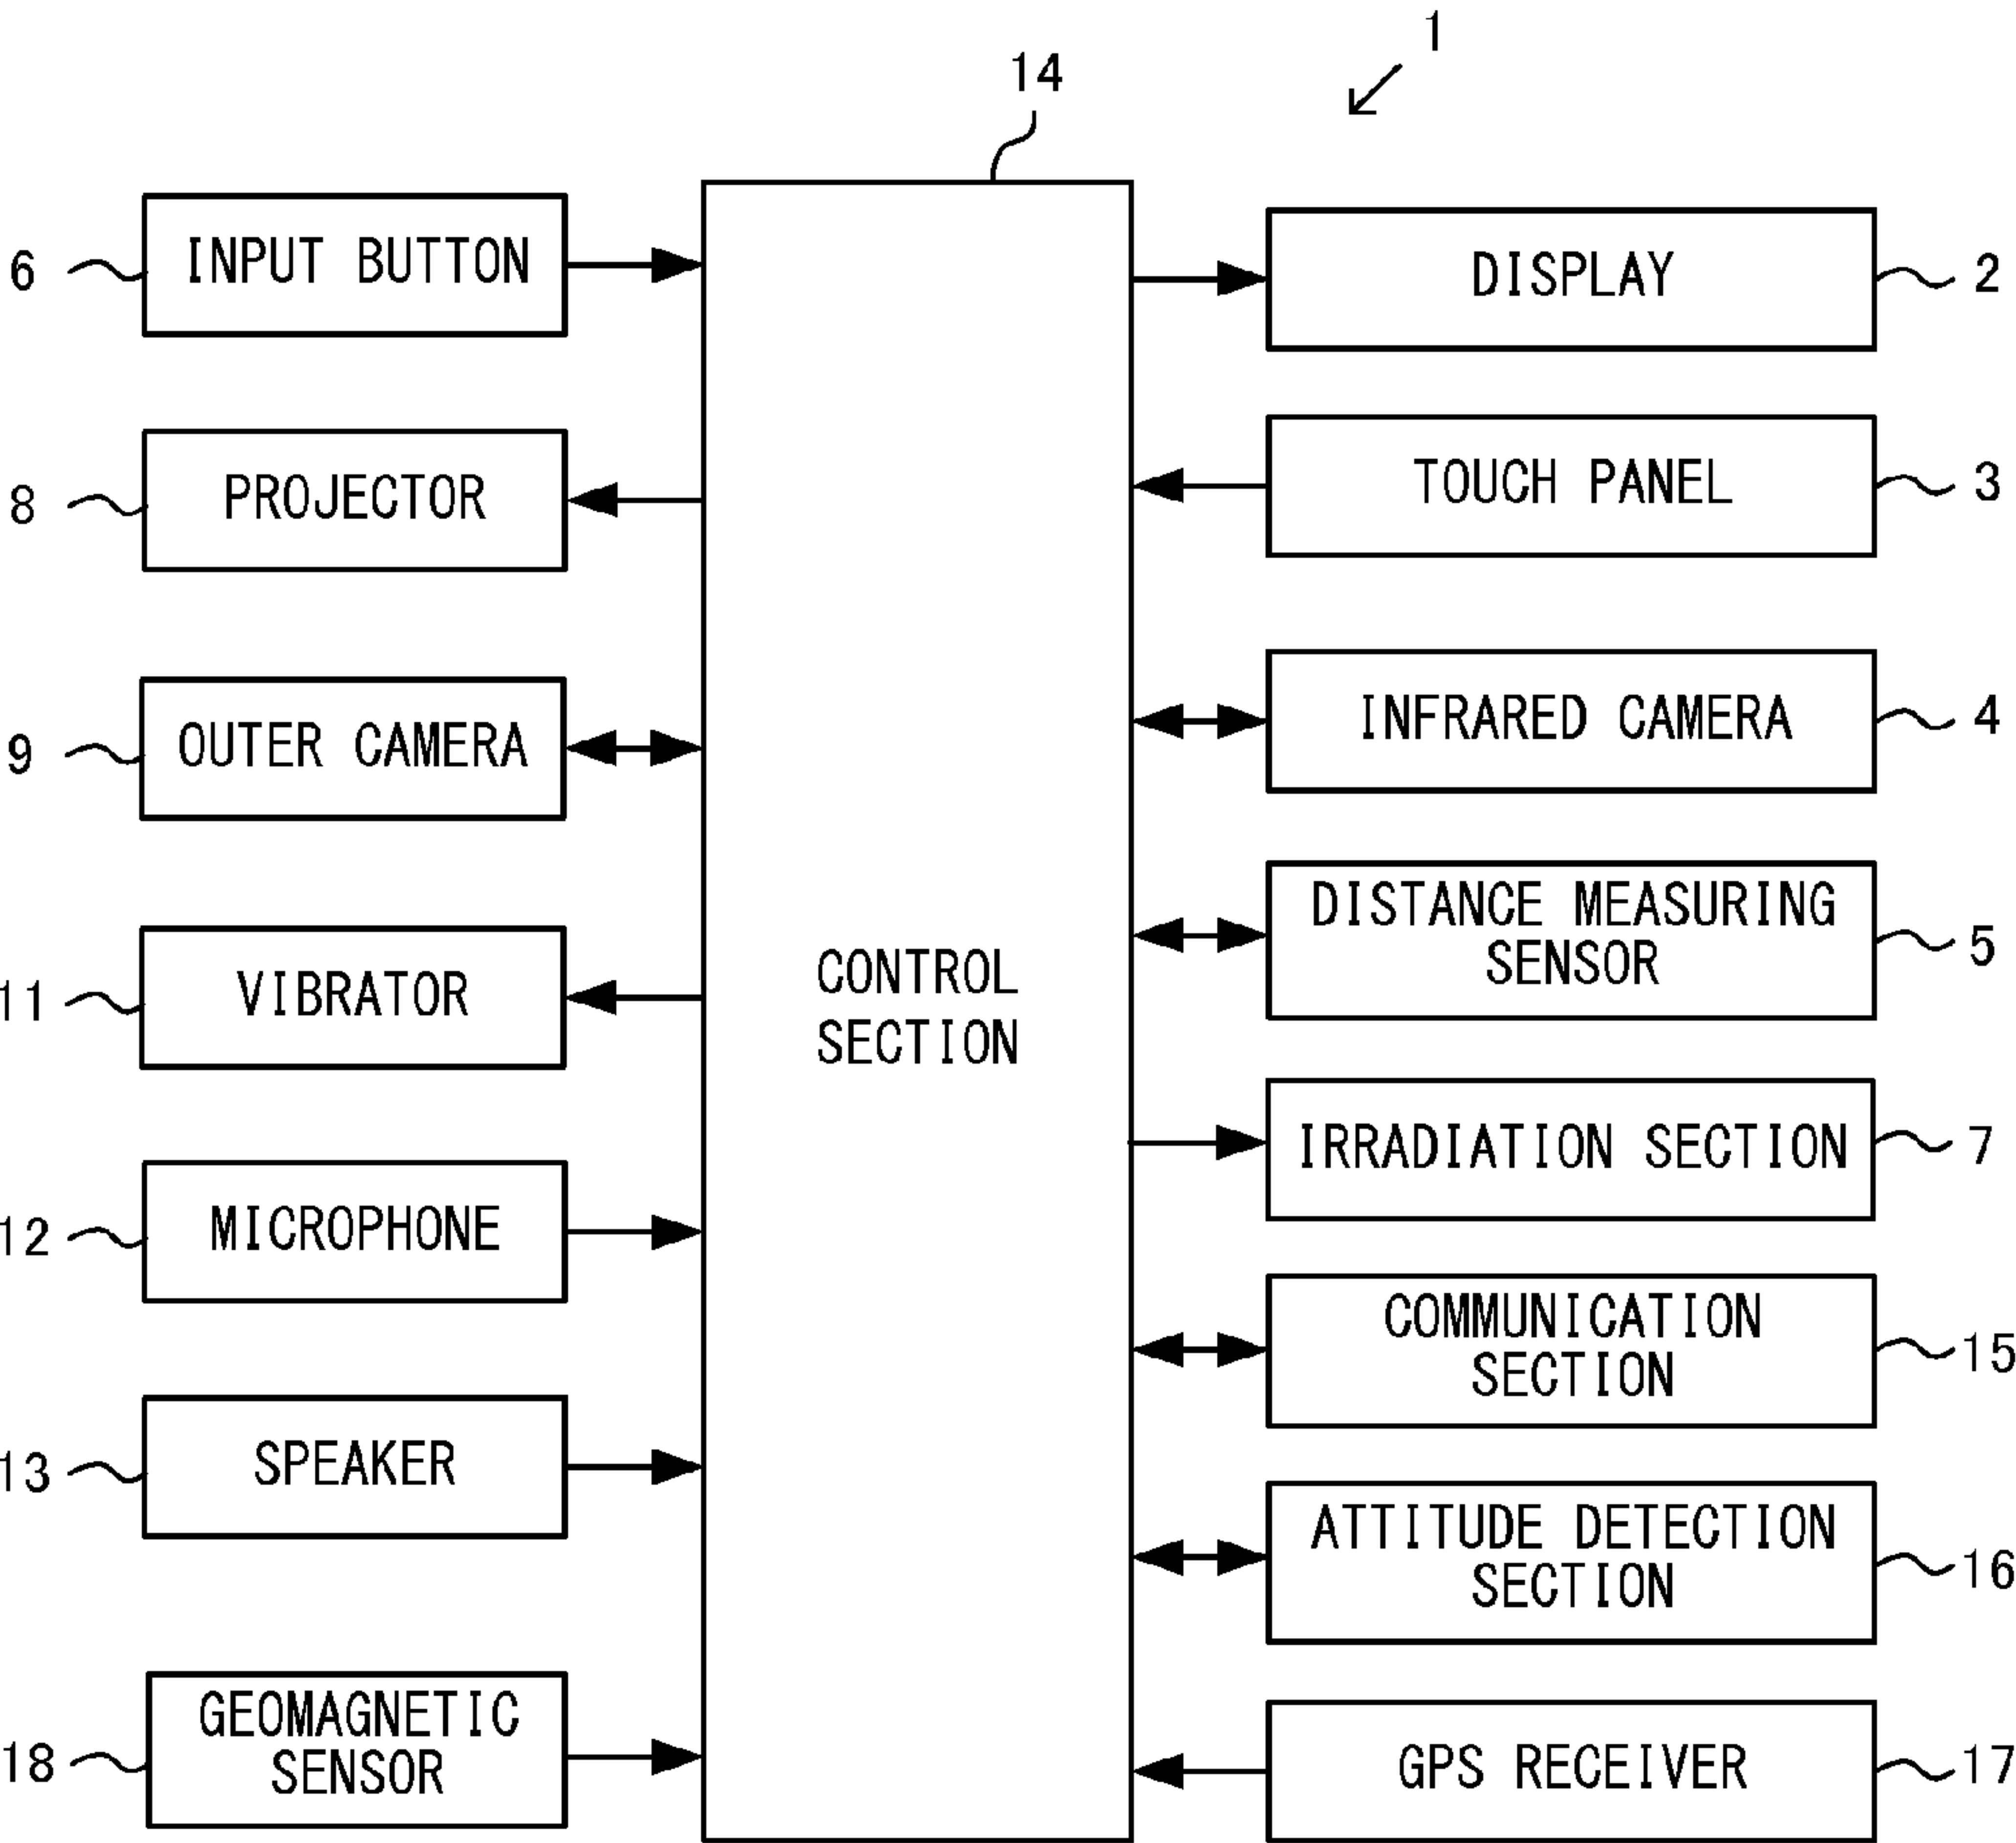 1
14
6
INPUT BUTTON
8
PROJECTOR
9
OUTER CAMERA
11
VIBRATOR
12
MICROPHONE
13
SPEAKER
18
GEOMAGNETIC
SENSOR
CONTROL
SECTION
DISPLAY
2
TOUCH PANEL
3
INFRARED CAMERA
4
DISTANCE MEASURING
SENSOR
5
IRRADIATION SECTION
7
COMMUNICATION
SECTION
15
ATTITUDE DETECTION
SECTION
16
GPS RECEIVER
17